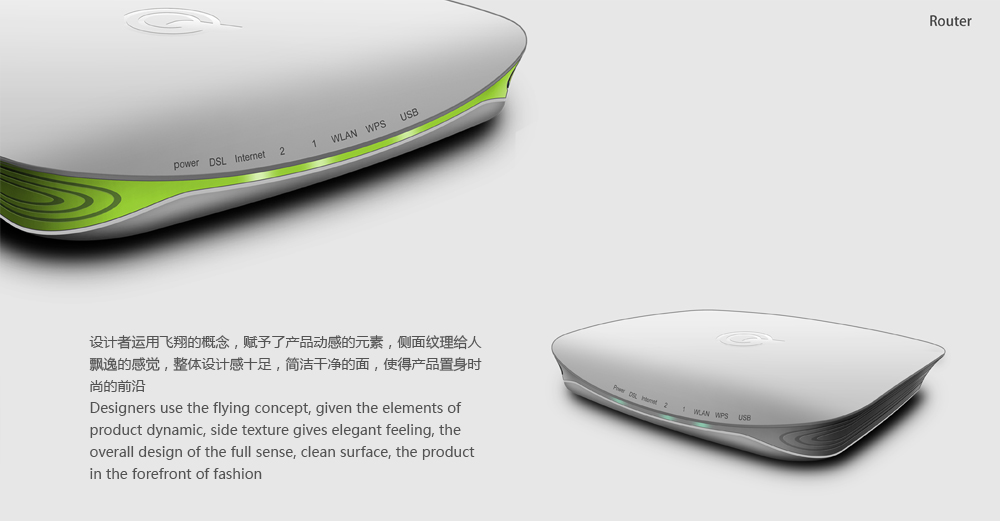 Router
power DSL Internet 2 1 WLAN WPS USB
设计者运用飞翔的概念，赋予了产品动感的元素，侧面纹理给人
飘逸的感觉，整体设计感十足，简洁干净的面，使得产品置身时
尚的前沿
Designers use the flying concept, given the elements of
product dynamic, side texture gives elegant feeling, the
overall design of the full sense, clean surface, the product
in the forefront of fashion
Power DSL Internet 2 1 WLAN WPS USB